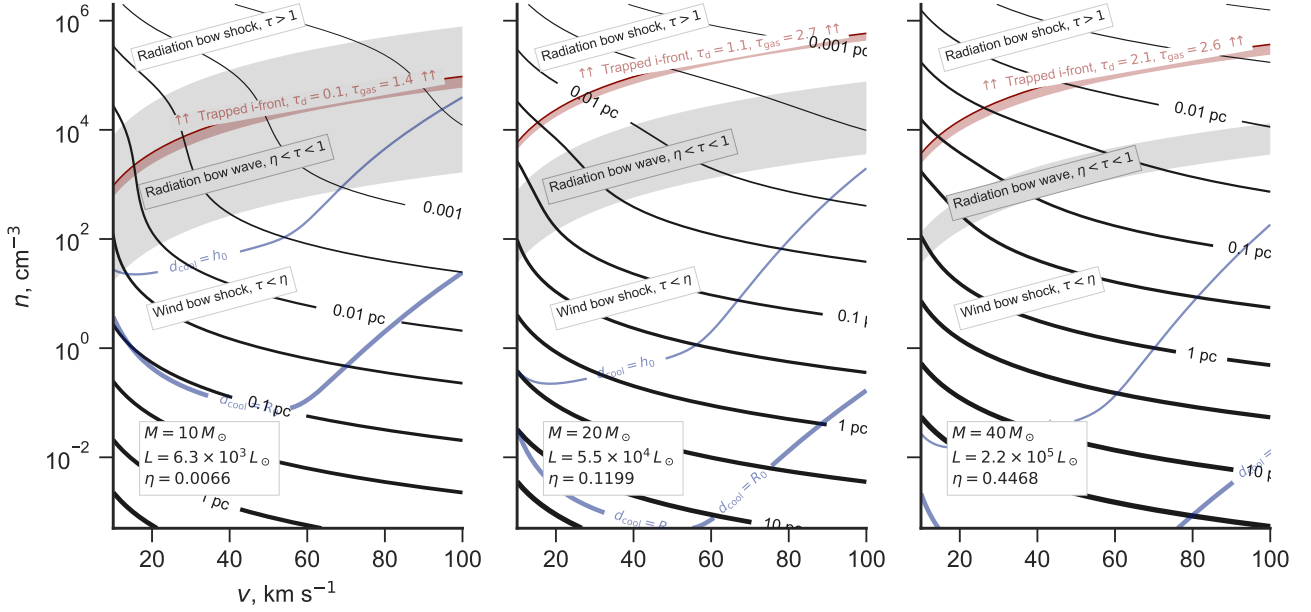 Radiation bow shock, τ > 1
↑↑ Trapped i-front, τ_d = 0.1, τ_gas = 1.4 ↑↑
Radiation bow wave, η < τ < 1
0.001
d_cool = h_0
Wind bow shock, τ < η
0.01 pc
d_cool = R
0.1 pc
M = 10 M_⊙
L = 6.3 × 10^3 L_⊙
η = 0.0066
1 pc
10^6
10^4
10^2
10^0
10^−2
n, cm^−3
20
40
60
80
100
v, km s^−1
Radiation bow shock, τ > 1
0.001 pc
↑↑ Trapped i-front, τ_d = 1.1, τ_gas = 2.7 ↑↑
0.01 pc
Radiation bow wave, η < τ < 1
Wind bow shock, τ < η
0.1 p
d_cool = h_0
1 pc
M = 20 M_⊙
L = 5.5 × 10^4 L_⊙
η = 0.1199
d_cool = R_0
d_cool = R
10 pc
20
40
60
80
100
Radiation bow shock, τ > 1
↑↑ Trapped i-front, τ_d = 2.1, τ_gas = 2.6 ↑↑
0.01 pc
Radiation bow wave, η < τ < 1
0.1 pc
Wind bow shock, τ < η
1 pc
M = 40 M_⊙
L = 2.2 × 10^5 L_⊙
η = 0.4468
10 p
d_cool =
20
40
60
80
100